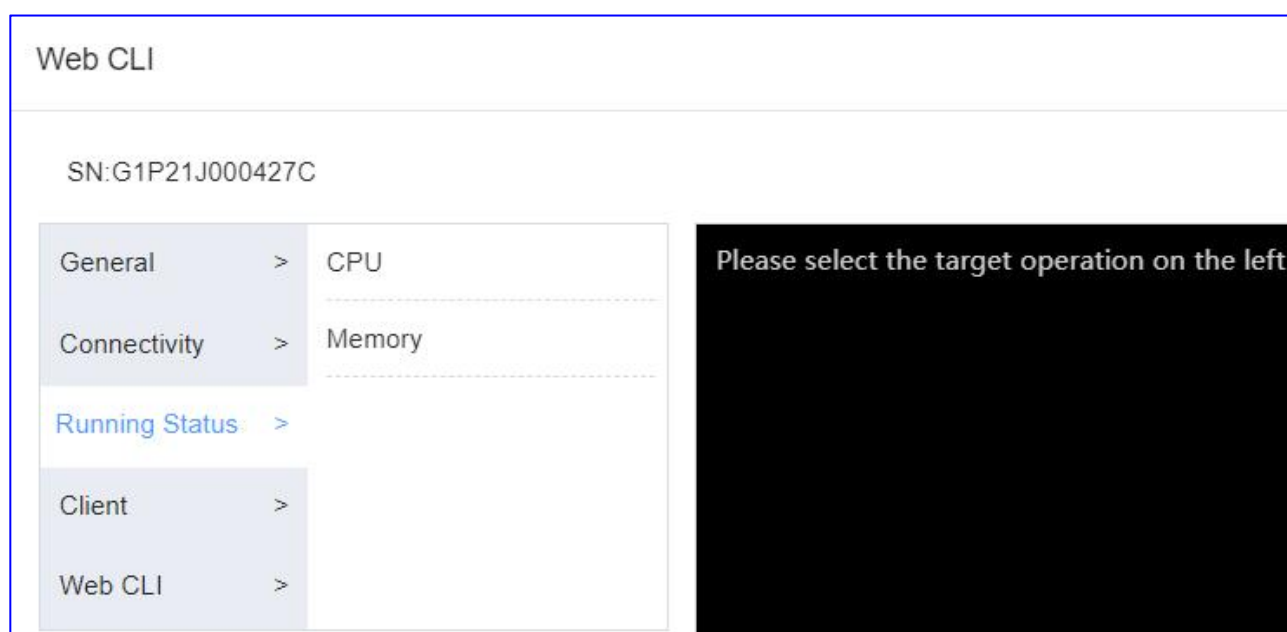 Web CLI
SN:G1P21J000427C
General >
Connectivity >
Running Status >
Client >
Web CLI >
CPU
Memory
Please select the target operation on the left